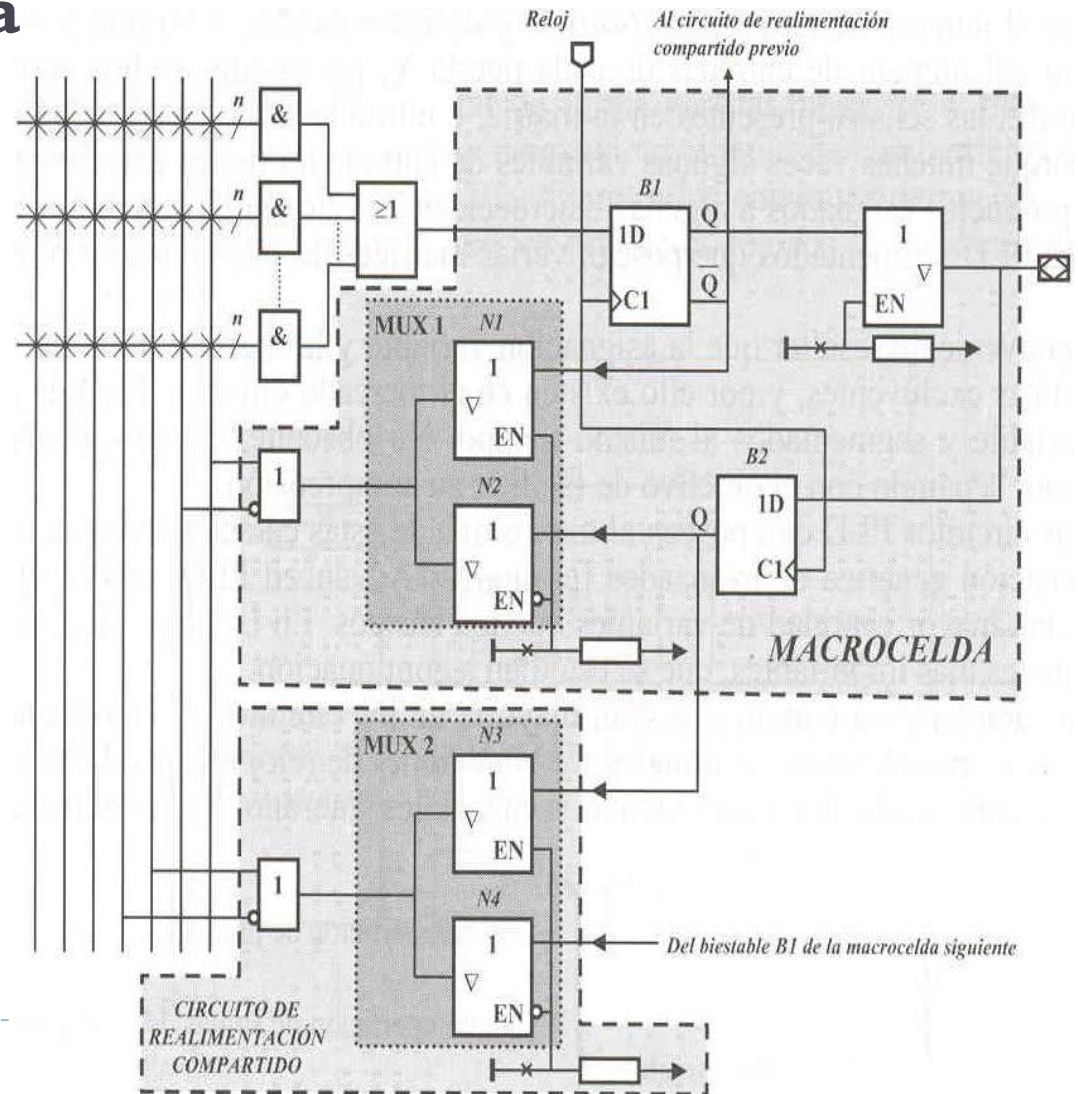 a
Reloj
Al circuito de realimentación
compartido previo
n
&
n
&
n
&
≥1
B1
1D
Q
Q̅
C1
1
▽
EN
MUX 1
N1
1
▽
EN
N2
1
▽
EN
1
B2
1D
Q
C1
MACROCELDA
MUX 2
N3
1
▽
EN
N4
1
▽
EN
1
Del biestable B1 de la macrocelda siguiente
CIRCUITO DE
REALIMENTACIÓN
COMPARTIDO